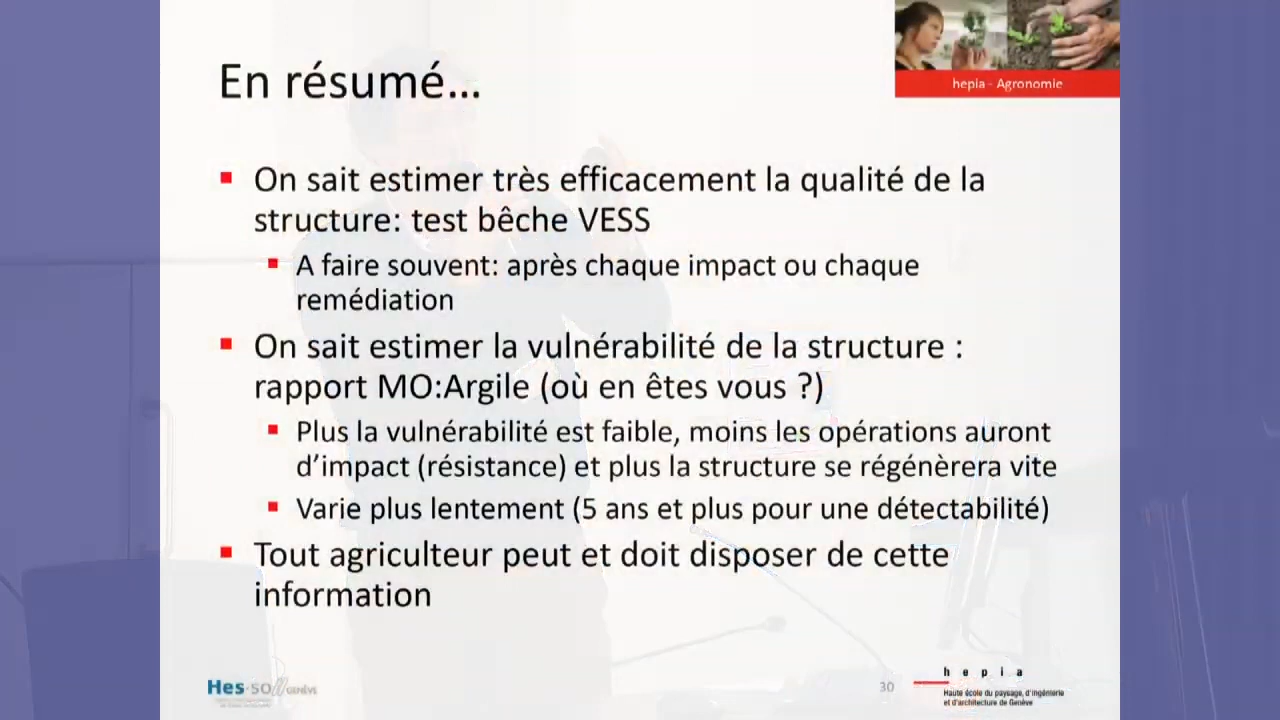 hepia - Agronomie
En résumé...
On sait estimer très efficacement la qualité de la
structure: test bêche VESS
A faire souvent: après chaque impact ou chaque
remédiation
On sait estimer la vulnérabilité de la structure :
rapport MO:Argile (où en êtes vous ?)
Plus la vulnérabilité est faible, moins les opérations auront
d'impact (résistance) et plus la structure se régénèrera vite
Varie plus lentement (5 ans et plus pour une détectabilité)
Tout agriculteur peut et doit disposer de cette
information
Hes·so// GENÈVE
30
h e p i a
Haute école du paysage, d'ingénierie
et d'architecture de Genève